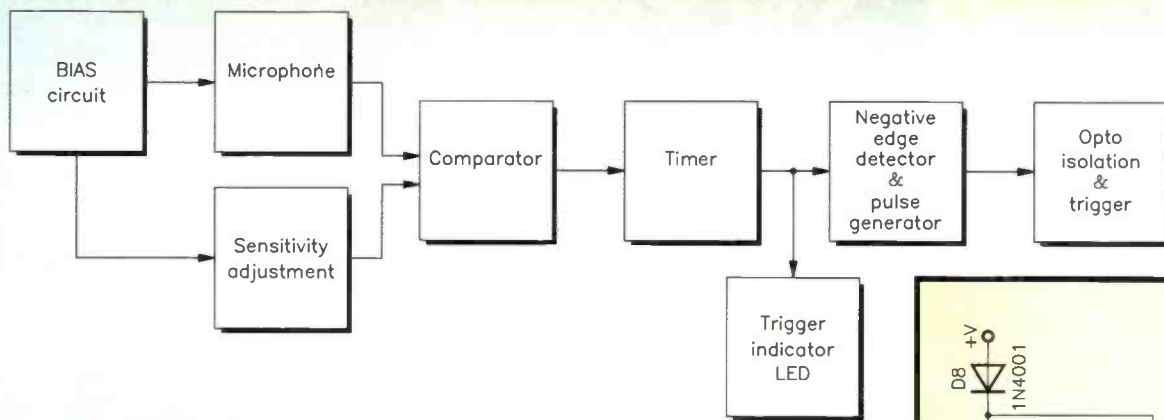 BIAS
circuit
Microphone
Sensitivity
adjustment
Comparator
Timer
Trigger
indicator
LED
Negative
edge
detector
&
pulse
generator
Opto
isolation
&
trigger
+V
D8
1N4001